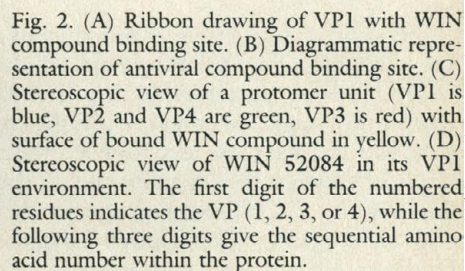 Fig. 2. (A) Ribbon drawing of VP1 with WIN
compound binding site. (B) Diagrammatic repre-
sentation of antiviral compound binding site. (C)
Stereoscopic view of a protomer unit (VP1 is
blue, VP2 and VP4 are green, VP3 is red) with
surface of bound WIN compound in yellow. (D)
Stereoscopic view of WIN 52084 in its VP1
environment. The first digit of the numbered
residues indicates the VP (1, 2, 3, or 4), while the
following three digits give the sequential amino
acid number within the protein.